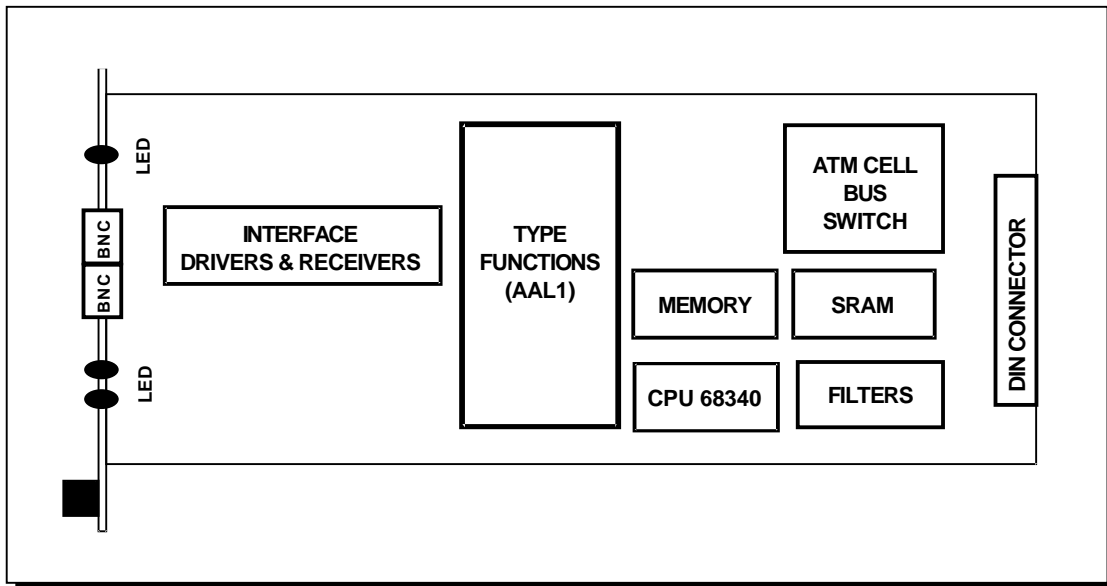 LED
BNC
BNC
LED
INTERFACE
DRIVERS & RECEIVERS
TYPE
FUNCTIONS
(AAL1)
ATM CELL
BUS
SWITCH
MEMORY
SRAM
CPU 68340
FILTERS
DIN CONNECTOR